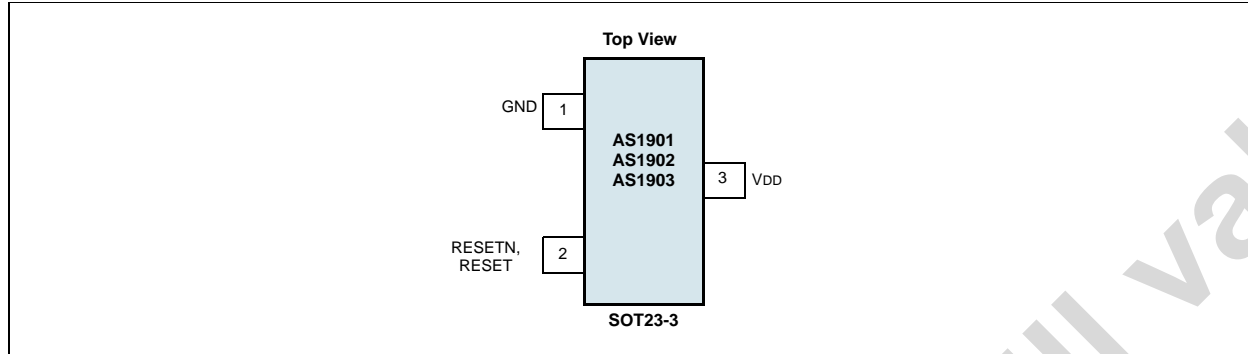 Top View
GND 1
AS1901
AS1902
AS1903
3 VDD
RESETN,
RESET
2
SOT23-3